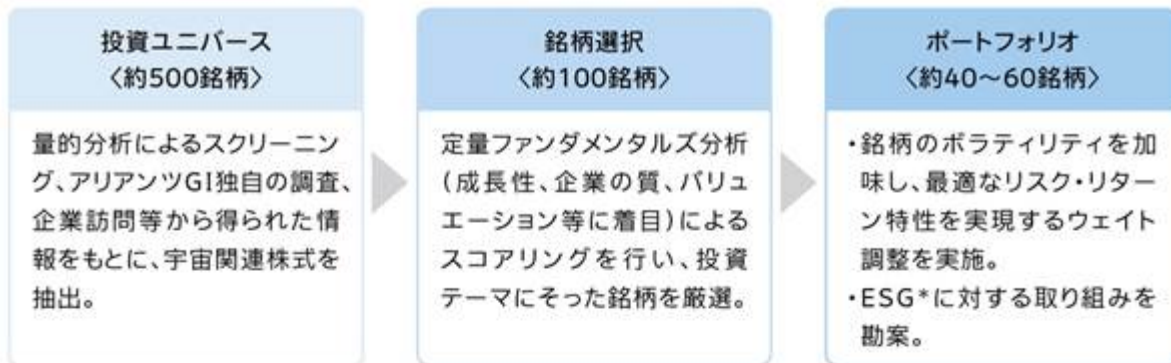 投資ユニバース
〈約500銘柄〉
量的分析によるスクリーニン
グ、アリアンツGI独自の調査、
企業訪問等から得られた情
報をもとに、宇宙関連株式を
抽出。
銘柄選択
〈約100銘柄〉
定量ファンダメンタルズ分析
(成長性、企業の質、バリュ
エーション等に着目)による
スコアリングを行い、投資
テーマにそった銘柄を厳選。
ポートフォリオ
〈約40～60銘柄〉
・銘柄のボラティリティを加
味し、最適なリスク・リター
ン特性を実現するウェイト
調整を実施。
・ESG*に対する取り組みを
勘案。